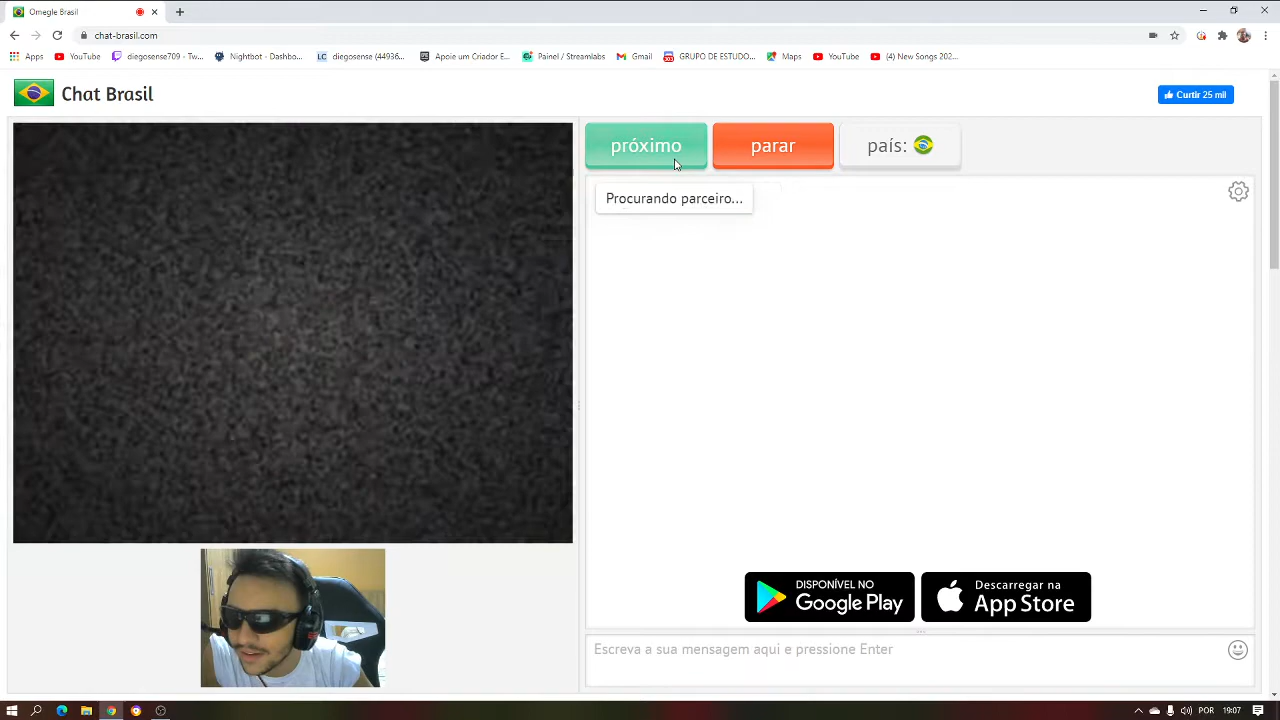 Omegle Brasil
chat-brasil.com
Apps YouTube diegosense709 - Tw... Nightbot - Dashbo... LC diegosense (44936... Apoie um Criador E... Painel / Streamlabs Gmail GRUPO DE ESTUDO... Maps YouTube (4) New Songs 202...
Chat Brasil
Curtir 25 mil
próximo parar país:
Procurando parceiro...
DISPONÍVEL NO
Google Play
Descarregar na
App Store
Escreva a sua mensagem aqui e pressione Enter
POR 19:07